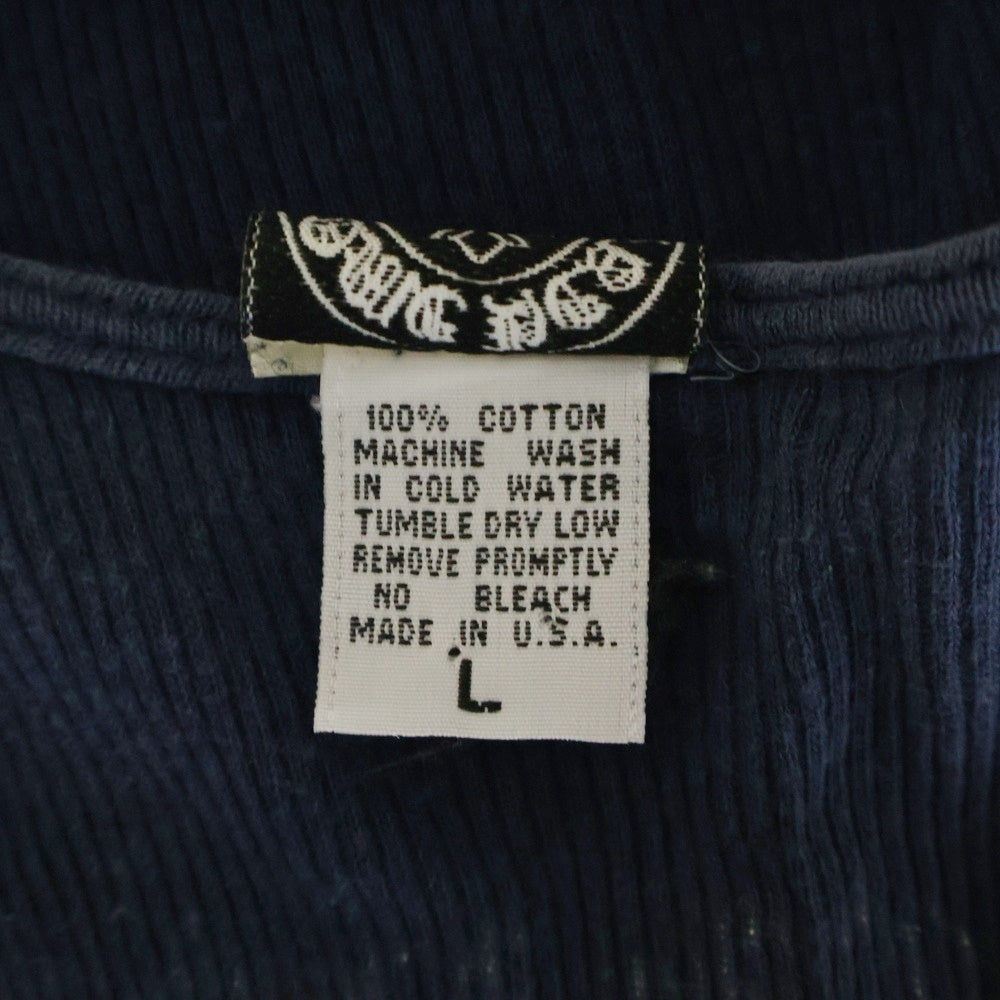 100% COTTON
MACHINE WASH
IN COLD WATER
TUMBLE DRY LOW
REMOVE PROMPTLY
NO BLEACH
MADE IN U.S.A.
L